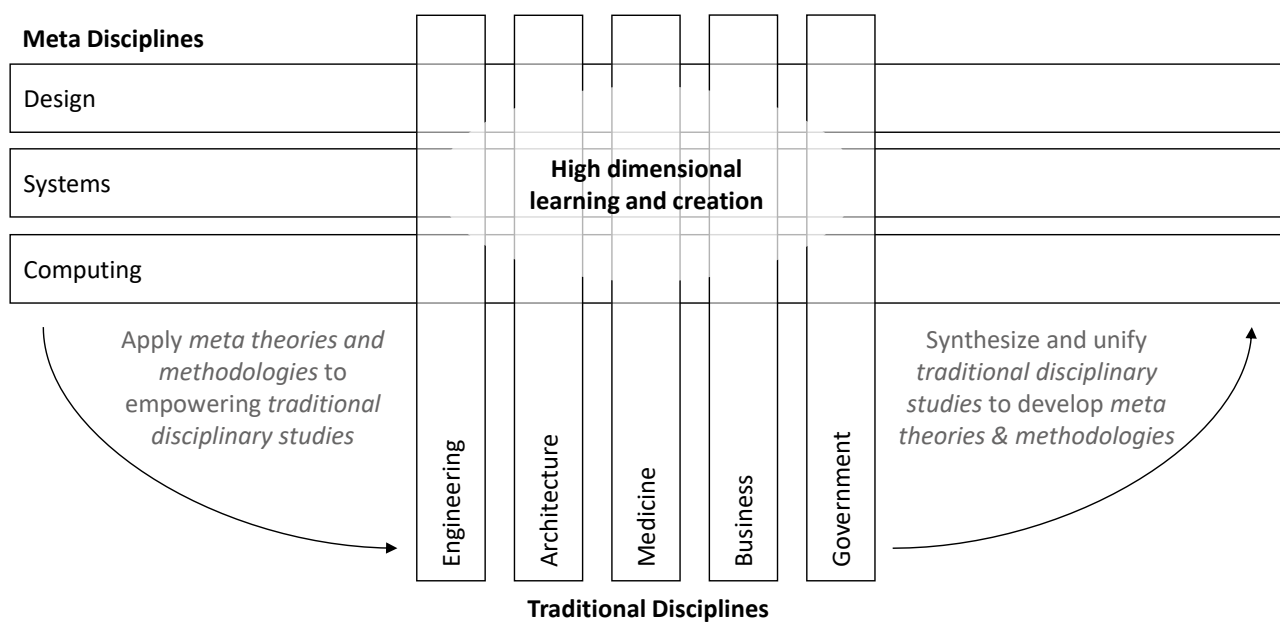 Meta Disciplines
Design
Systems
Computing
High dimensional
learning and creation
Apply meta theories and
methodologies to
empowering traditional
disciplinary studies
Synthesize and unify
traditional disciplinary
studies to develop meta
theories & methodologies
Engineering
Architecture
Medicine
Business
Government
Traditional Disciplines